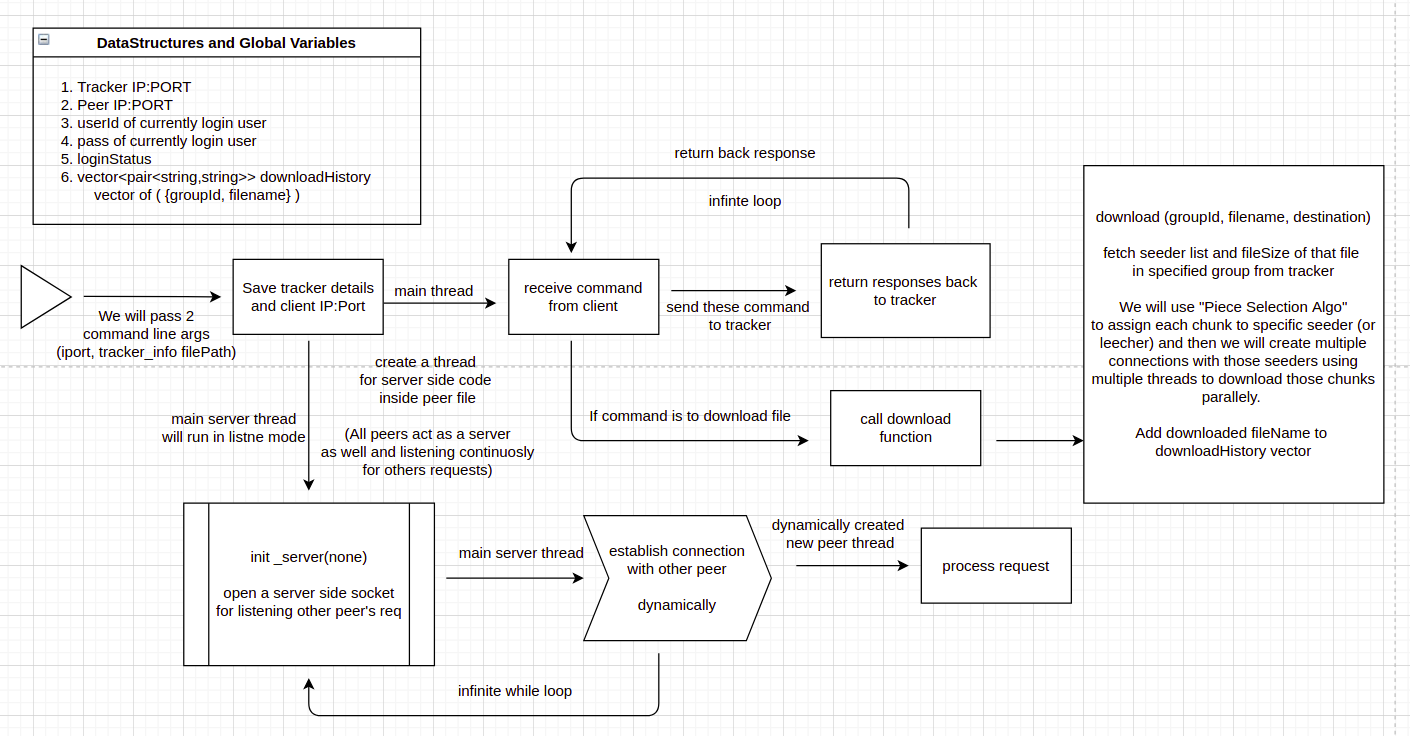 DataStructures and Global Variables
1. Tracker IP:PORT
2. Peer IP:PORT
3. userId of currently login user
4. pass of currently login user
5. loginStatus
6. vector<pair<string,string>> downloadHistory
vector of ( {groupId, filename} )
We will pass 2
command line args
(iport, tracker_info filePath)
Save tracker details
and client IP:Port
main thread
receive command
from client
return back response
infinte loop
send these command
to tracker
return responses back
to tracker
create a thread
for server side code
inside peer file
(All peers act as a server
as well and listening continuosly
for others requests)
main server thread
will run in listne mode
If command is to download file
call download
function
download (groupId, filename, destination)
fetch seeder list and fileSize of that file
in specified group from tracker
We will use "Piece Selection Algo"
to assign each chunk to specific seeder (or
leecher) and then we will create multiple
connections with those seeders using
multiple threads to download those chunks
parallely.
Add downloaded fileName to
downloadHistory vector
init _server(none)
open a server side socket
for listening other peer's req
main server thread
establish connection
with other peer
dynamically
dynamically created
new peer thread
process request
infinite while loop